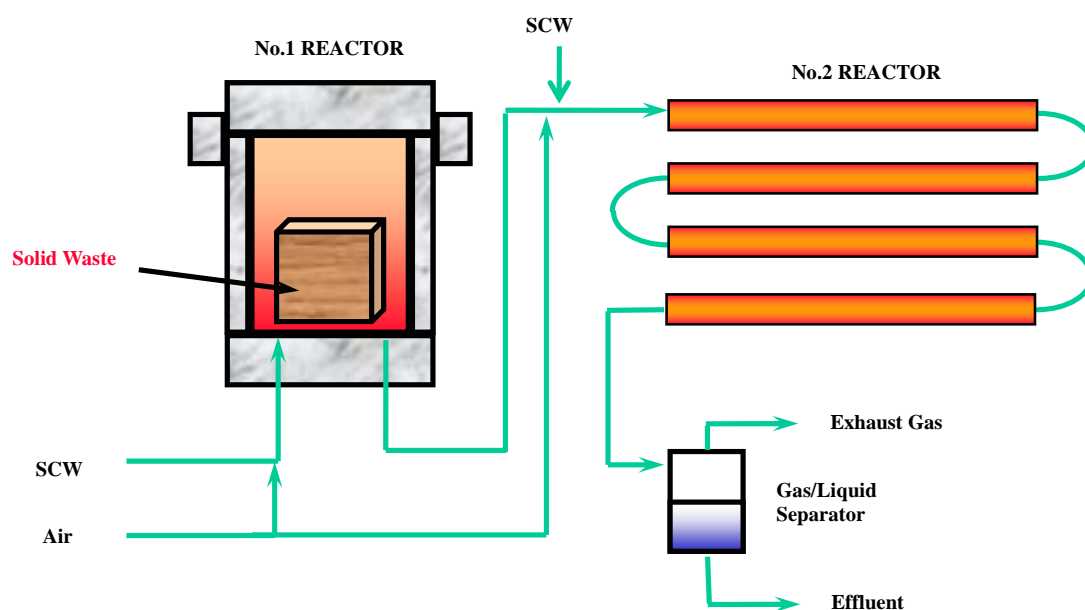 SCW
No.1 REACTOR
No.2 REACTOR
Solid Waste
Exhaust Gas
SCW
Gas/Liquid
Separator
Air
Effluent